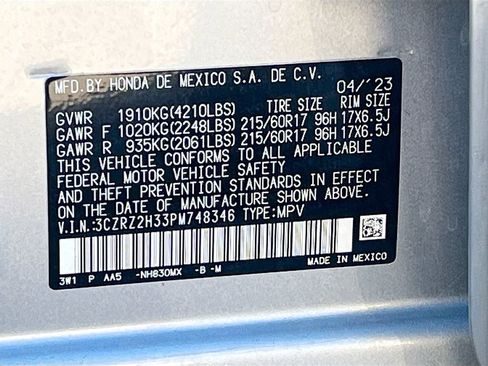 MFD. BY HONDA DE MEXICO S.A. DE C.V. 04/'23
GVWR 1910KG(4210LBS) TIRE SIZE RIM SIZE
GAWR F 1020KG(2248LBS) 215/60R17 96H 17X6.5J
GAWR R 935KG(2061LBS) 215/60R17 96H 17X6.5J
THIS VEHICLE CONFORMS TO ALL APPLICABLE
FEDERAL MOTOR VEHICLE SAFETY
AND THEFT PREVENTION STANDARDS IN EFFECT
ON THE DATE OF MANUFACTURE SHOWN ABOVE.
V.I.N.:3CZRZ2H33PM748346 TYPE:MPV
3W1 P AA5 -NH830MX -B -M
MADE IN MEXICO